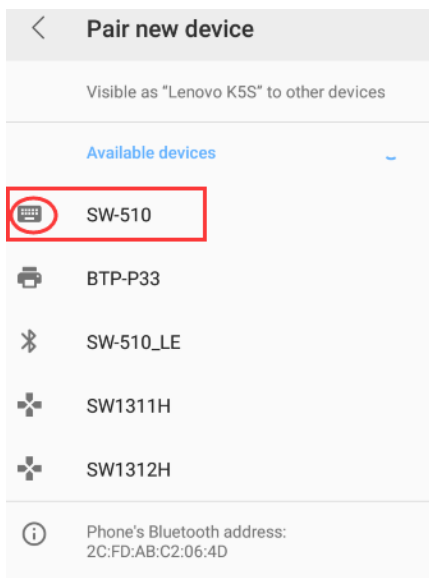 Pair new device
Visible as “Lenovo K5S” to other devices
Available devices
SW-510
BTP-P33
SW-510_LE
SW1311H
SW1312H
Phone's Bluetooth address:
2C:FD:AB:C2:06:4D